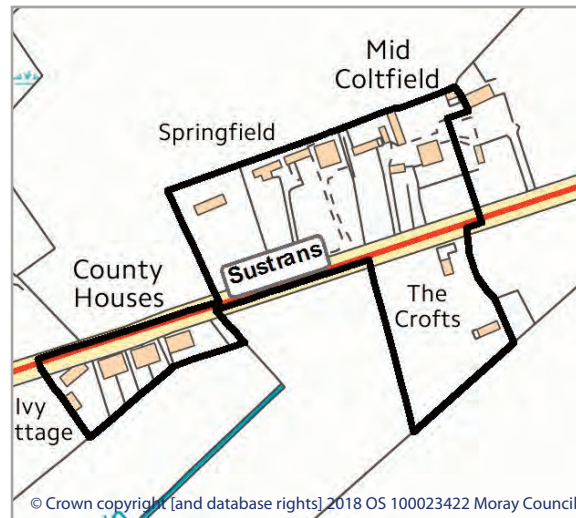 Mid
Coltfield
Springfield
Sustrans
County
Houses
The
Crofts
Ivy
ttage
© Crown copyright [and database rights] 2018 OS 100023422 Moray Council